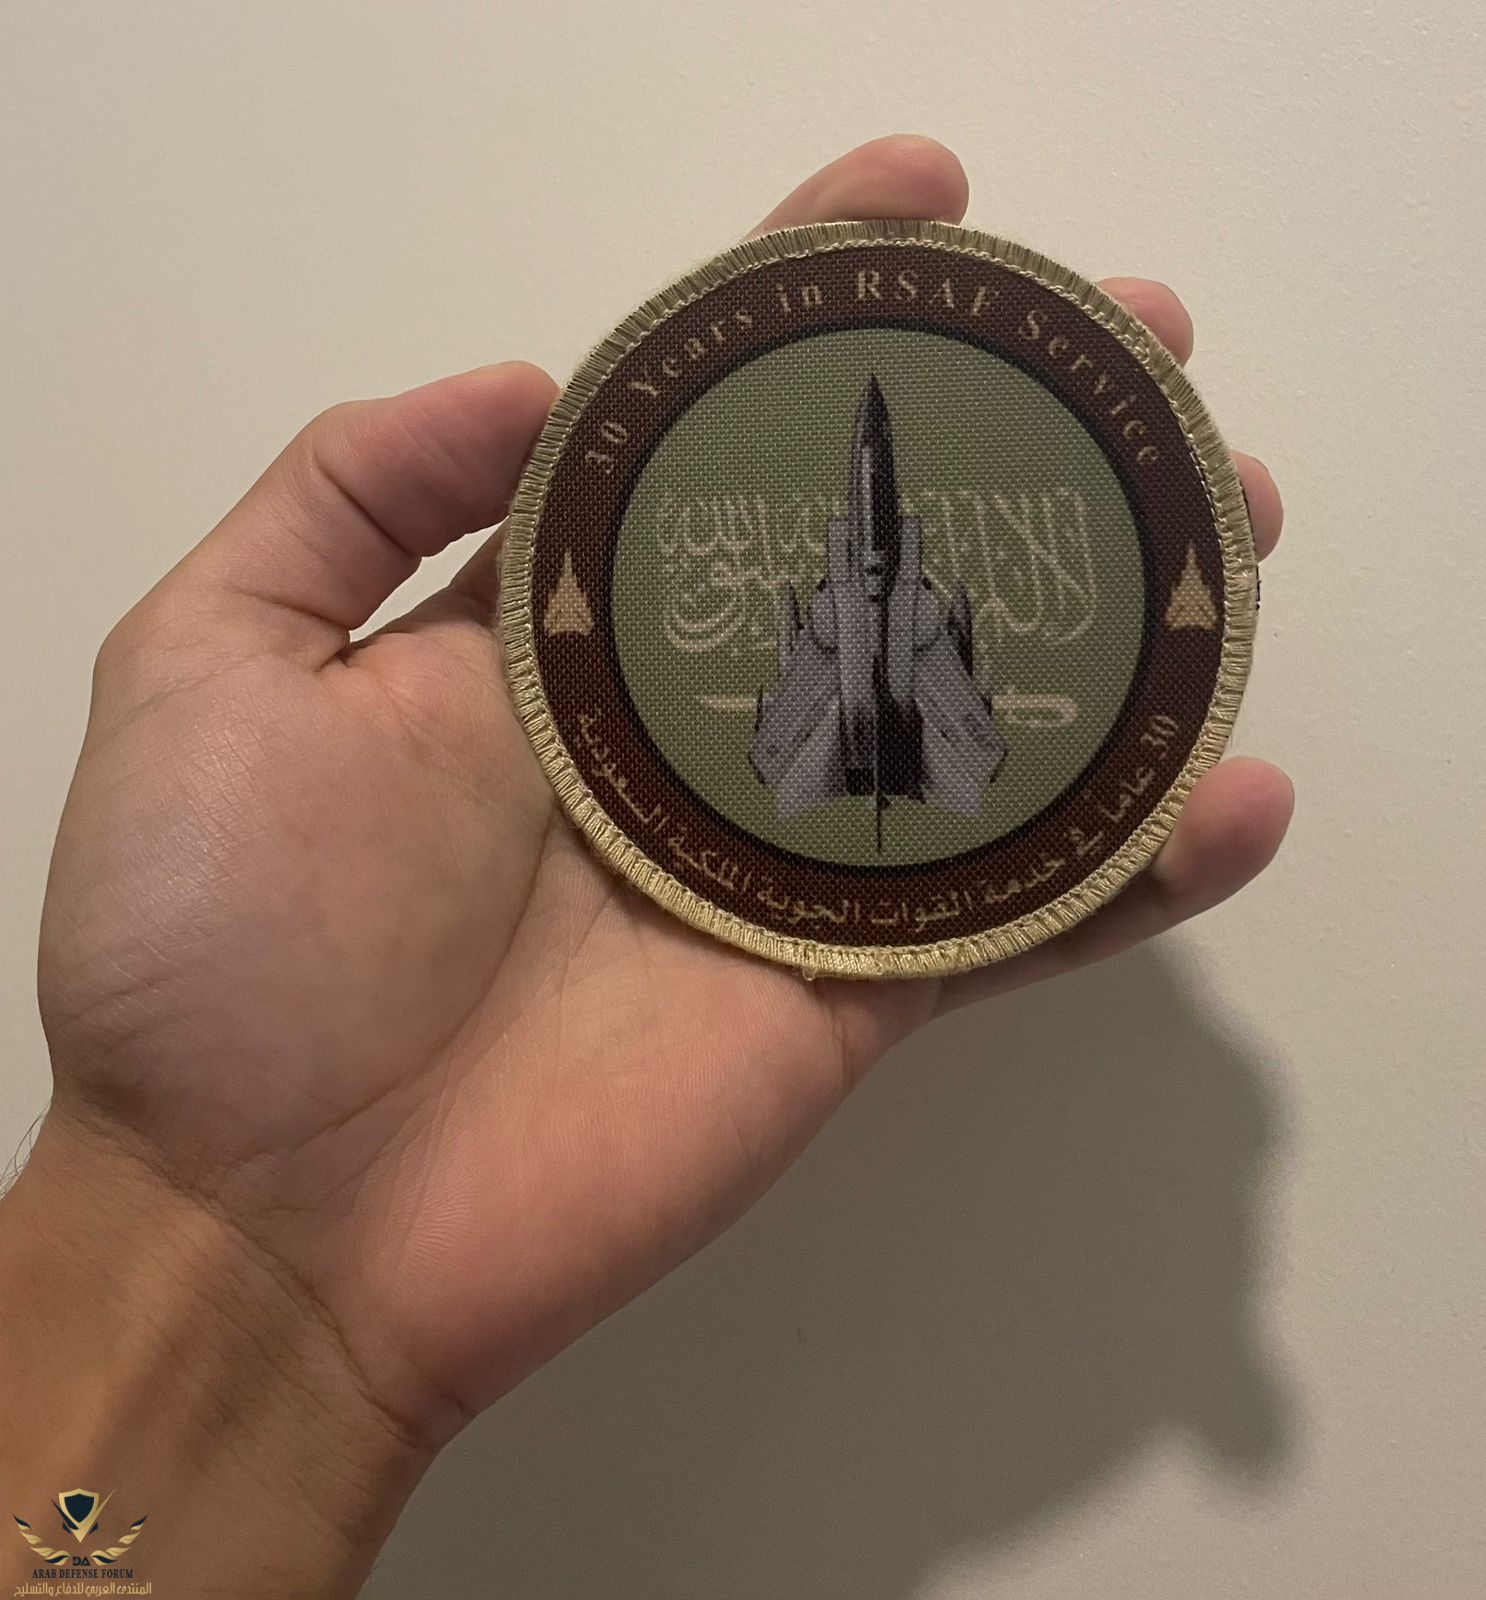 30 Years in RSAF Service
لا إله إلا الله محمد رسول الله
30 عاما في خدمة القوات الجوية الملكية السعودية
DA
ARAB DEFENSE FORUM
المنتدى العربي للدفاع والتسليح